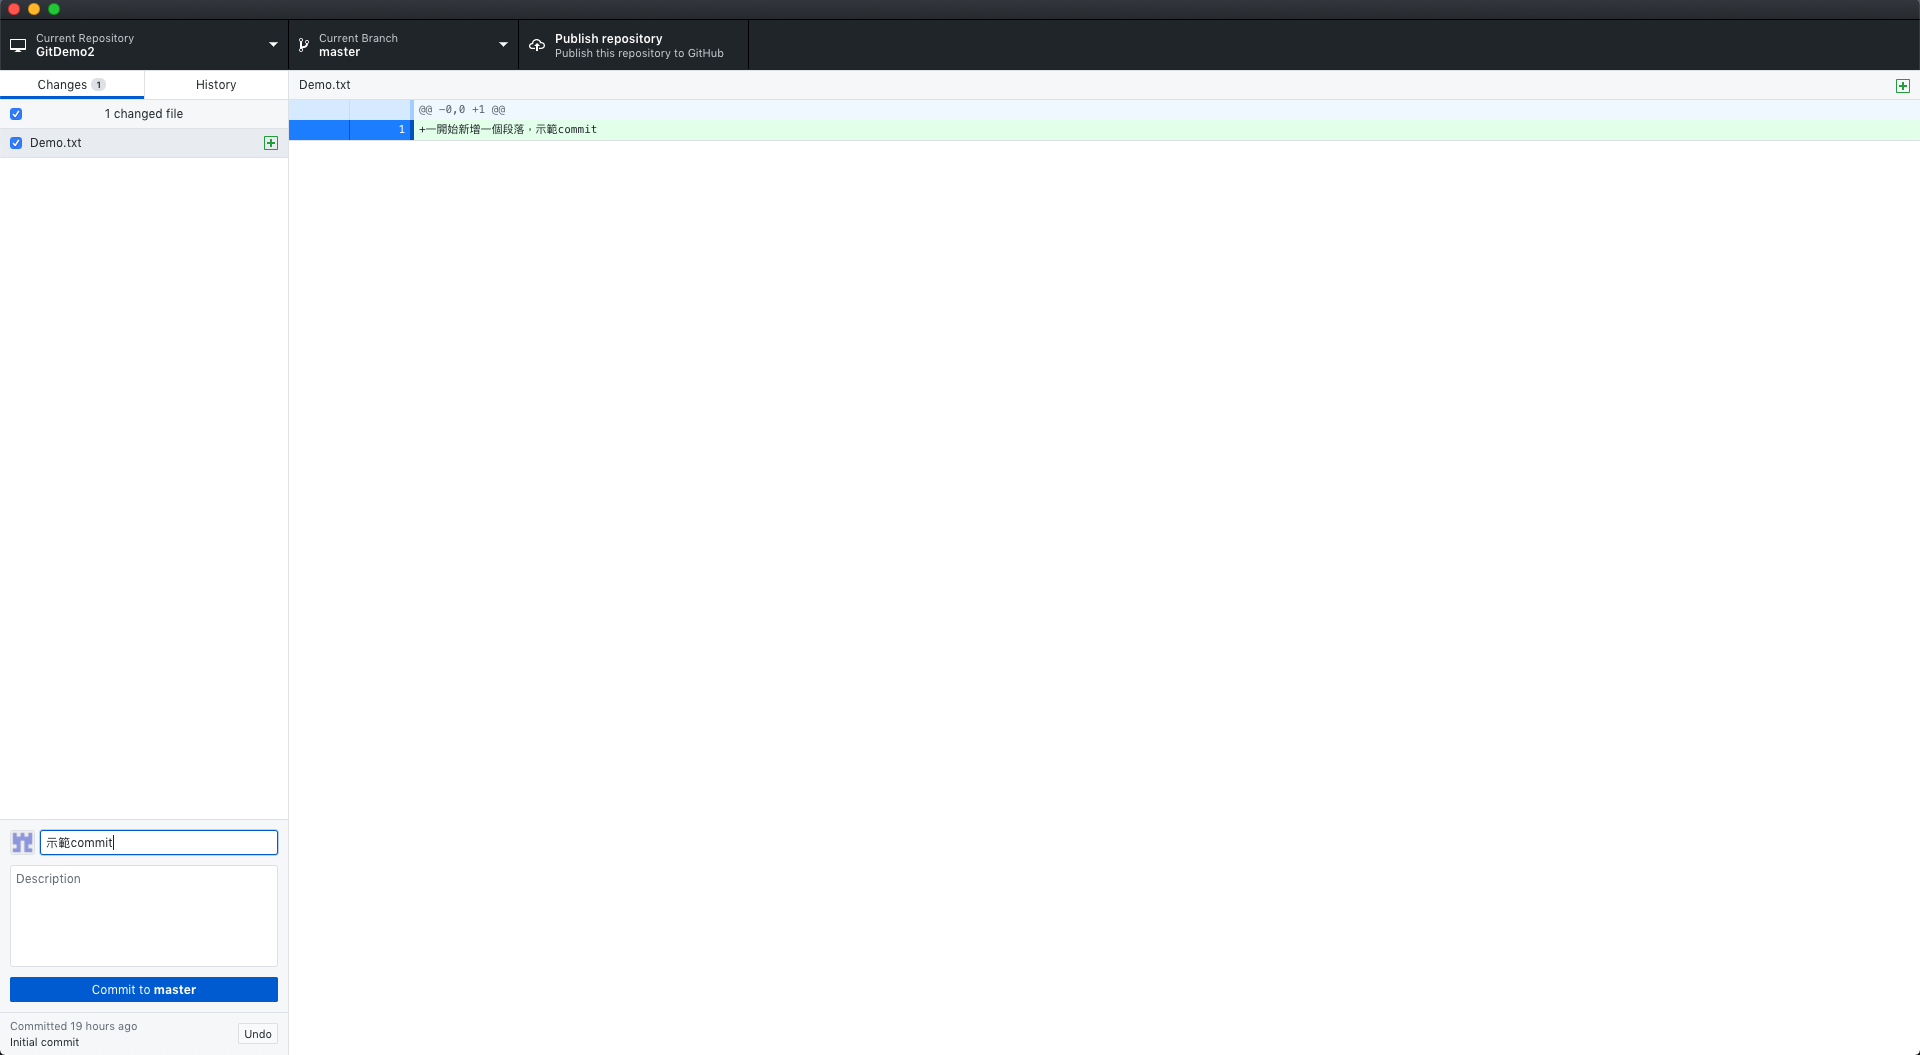 Current Repository
GitDemo2
Current Branch
master
Publish repository
Publish this repository to GitHub
Changes 1
History
Demo.txt
1 changed file
@@ -0,0 +1 @@
1 +一開始新增一個段落，示範commit
Demo.txt
示範commit
Description
Commit to master
Committed 19 hours ago
Initial commit
Undo